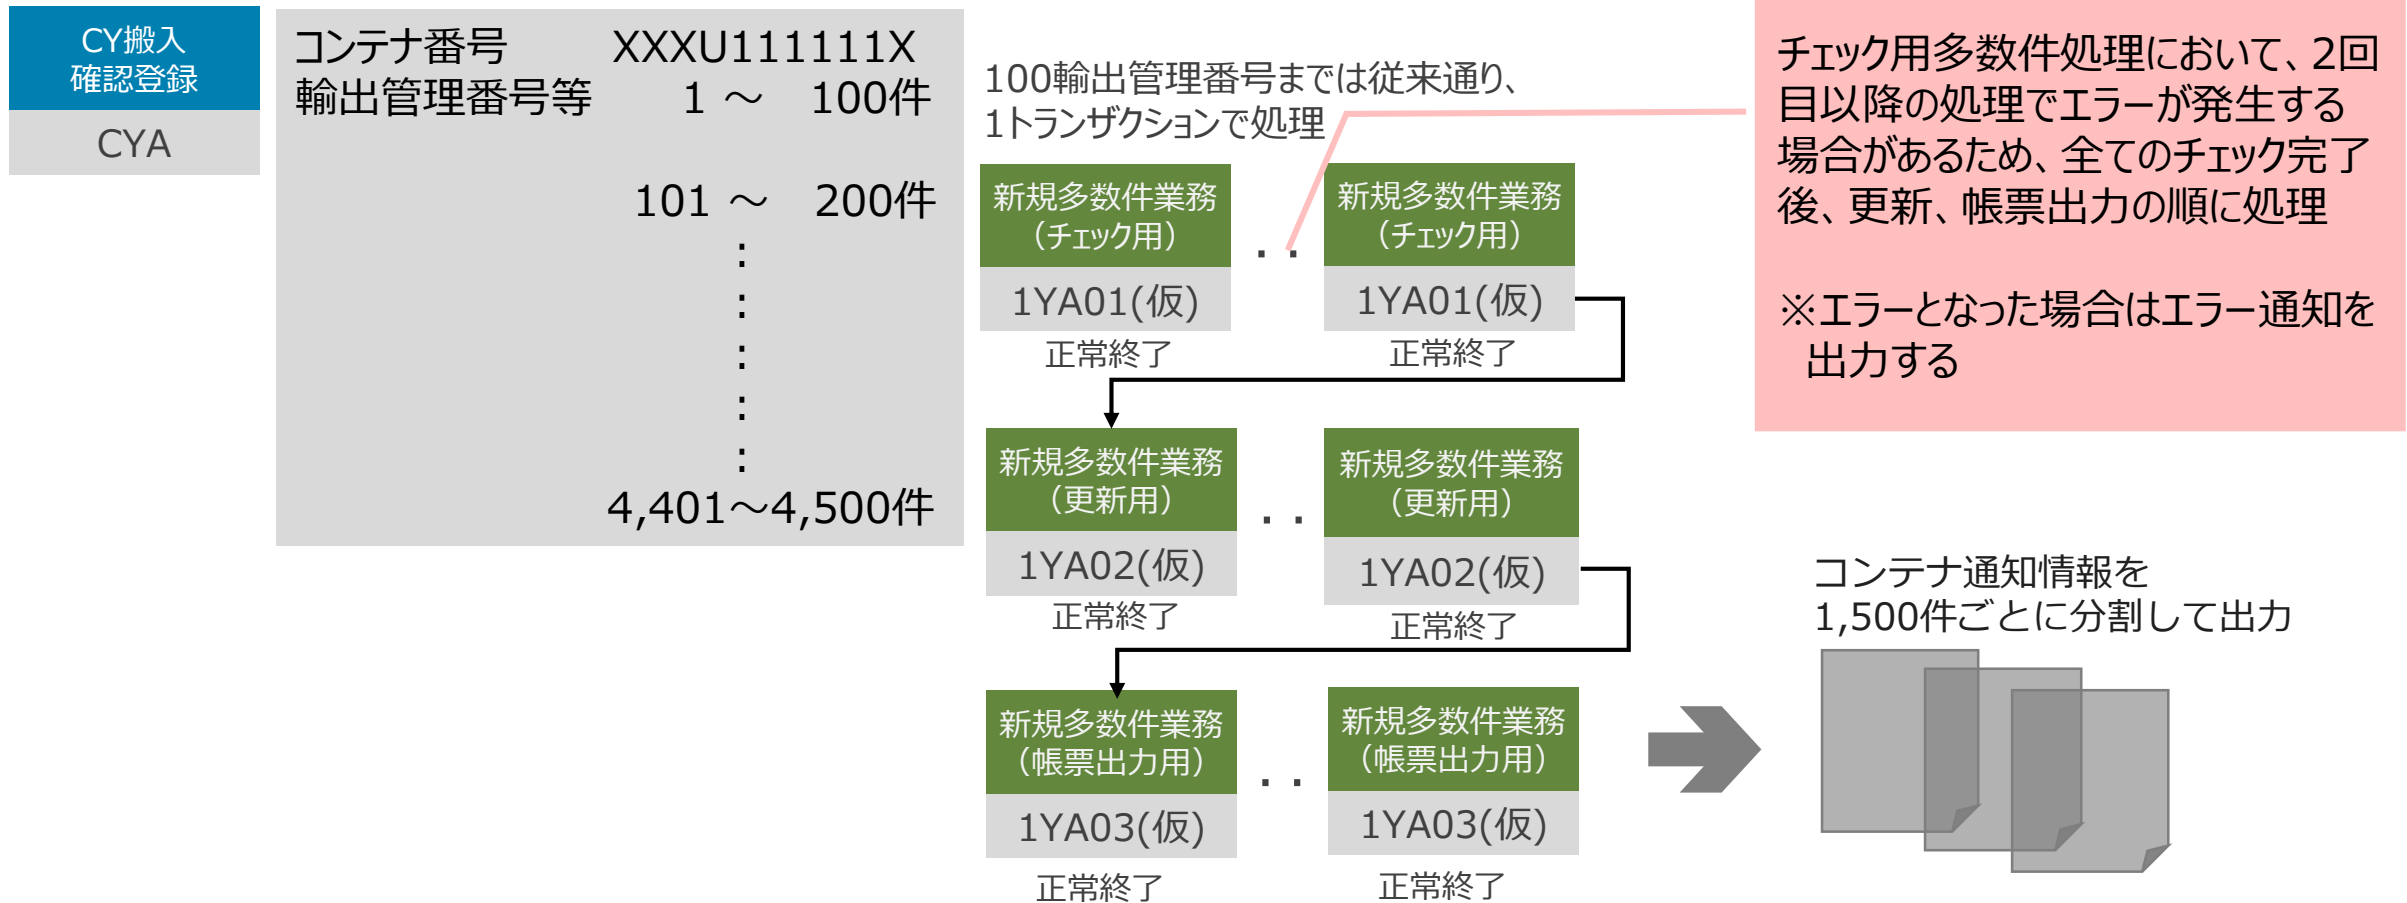 CY搬入
確認登録
CYA
コンテナ番号 XXXU111111X
輸出管理番号等 1 ～ 100件
101 ～ 200件
：
：
：
：
：
4,401～4,500件
100輸出管理番号までは従来通り、
1トランザクションで処理
新規多数件業務
（チェック用）
1YA01(仮)
正常終了
・・
新規多数件業務
（チェック用）
1YA01(仮)
正常終了
新規多数件業務
（更新用）
1YA02(仮)
正常終了
・・
新規多数件業務
（更新用）
1YA02(仮)
正常終了
新規多数件業務
（帳票出力用）
1YA03(仮)
正常終了
・・
新規多数件業務
（帳票出力用）
1YA03(仮)
正常終了
チェック用多数件処理において、2回
目以降の処理でエラーが発生する
場合があるため、全てのチェック完了
後、更新、帳票出力の順に処理
※エラーとなった場合はエラー通知を
出力する
コンテナ通知情報を
1,500件ごとに分割して出力